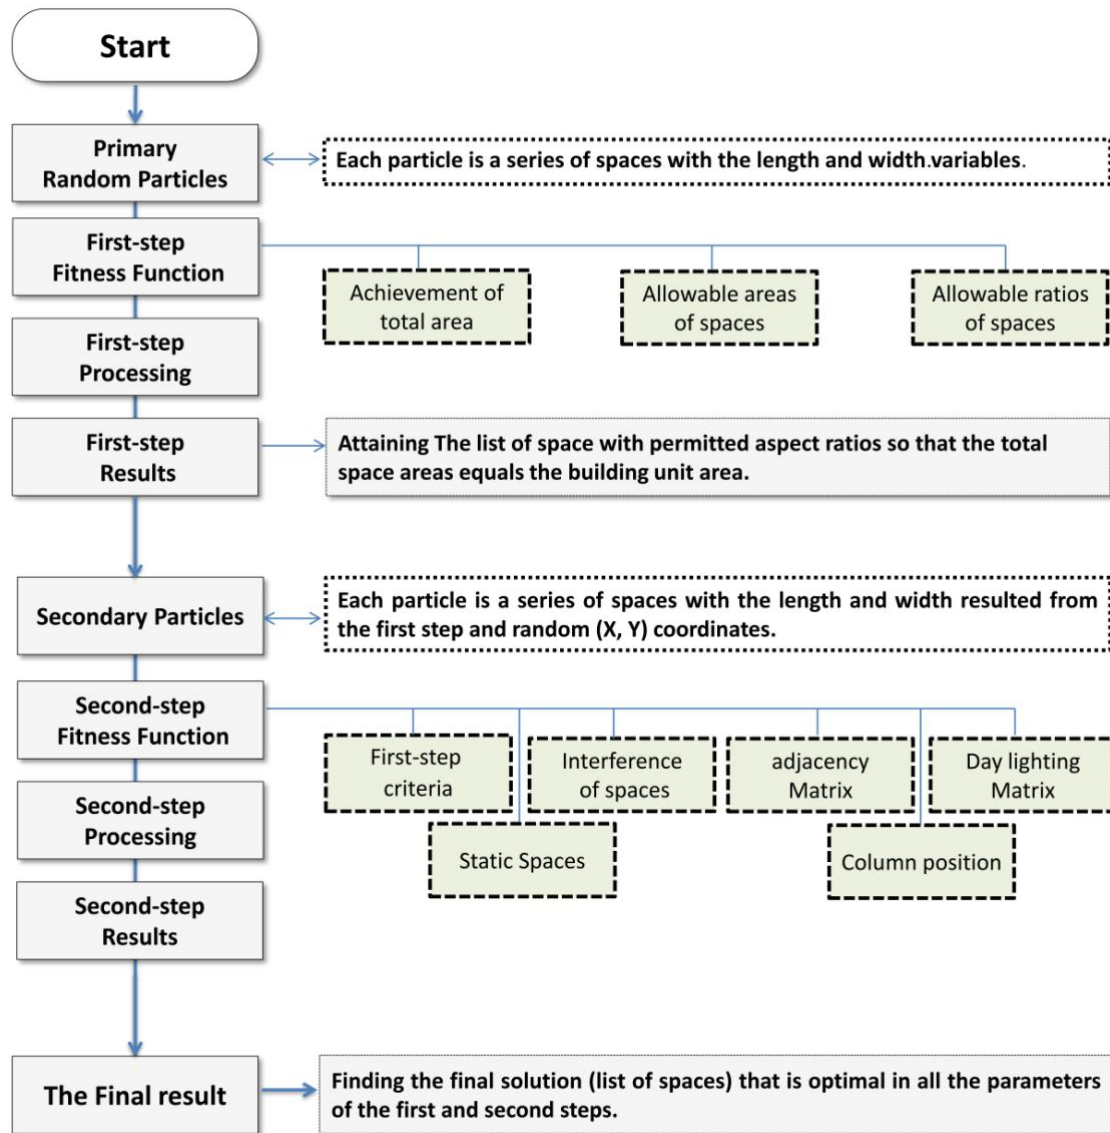 Start
Primary
Random Particles
Each particle is a series of spaces with the length and width.variables.
First-step
Fitness Function
Achievement of
total area
Allowable areas
of spaces
Allowable ratios
of spaces
First-step
Processing
First-step
Results
Attaining The list of space with permitted aspect ratios so that the total
space areas equals the building unit area.
Secondary Particles
Each particle is a series of spaces with the length and width resulted from
the first step and random (X, Y) coordinates.
Second-step
Fitness Function
First-step
criteria
Interference
of spaces
adjacency
Matrix
Day lighting
Matrix
Static Spaces
Column position
Second-step
Processing
Second-step
Results
The Final result
Finding the final solution (list of spaces) that is optimal in all the parameters
of the first and second steps.